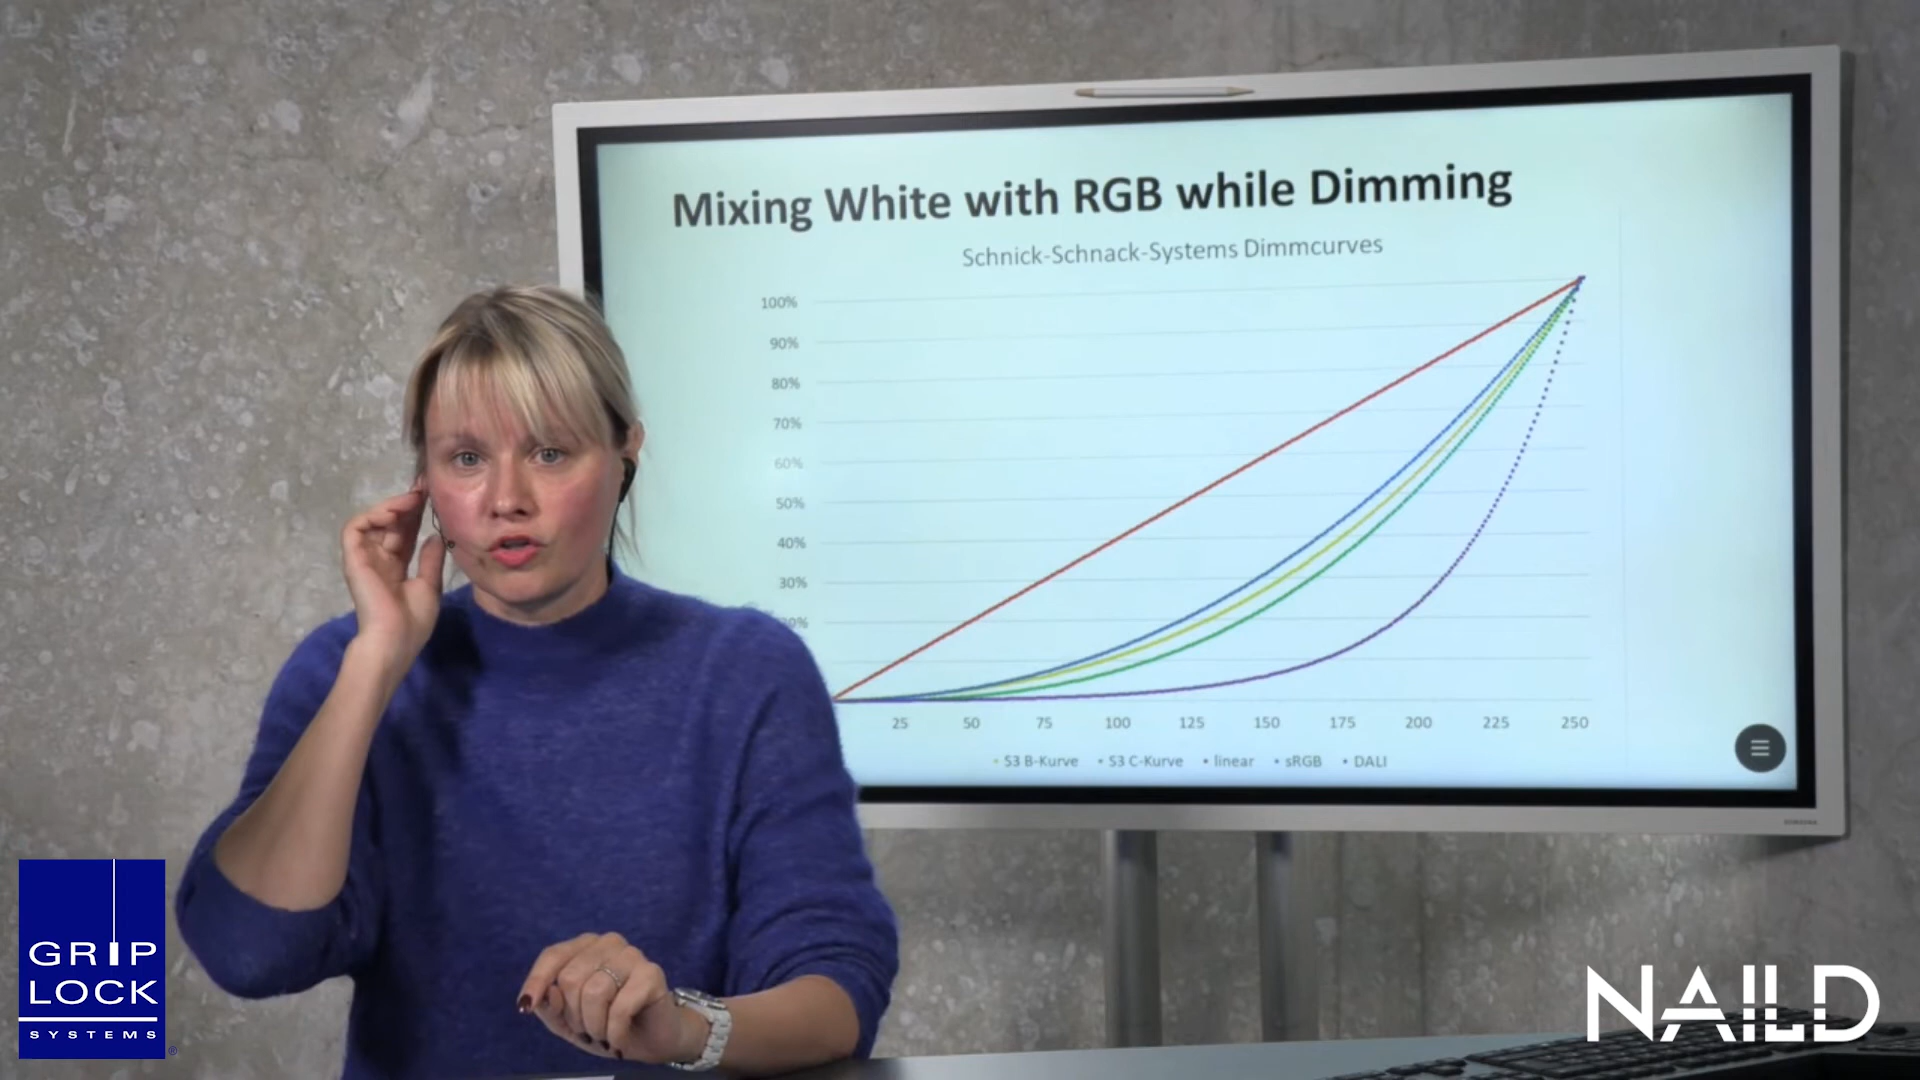 Mixing White with RGB while Dimming
Schnick-Schnack-Systems Dimmcurves
100%
90%
80%
70%
60%
50%
40%
30%
20%
25 50 75 100 125 150 175 200 225 250
S3 B-Kurve S3 C-Kurve linear sRGB DALI
SAMSUNG
GRIP
LOCK
SYSTEMS
®
NAILD